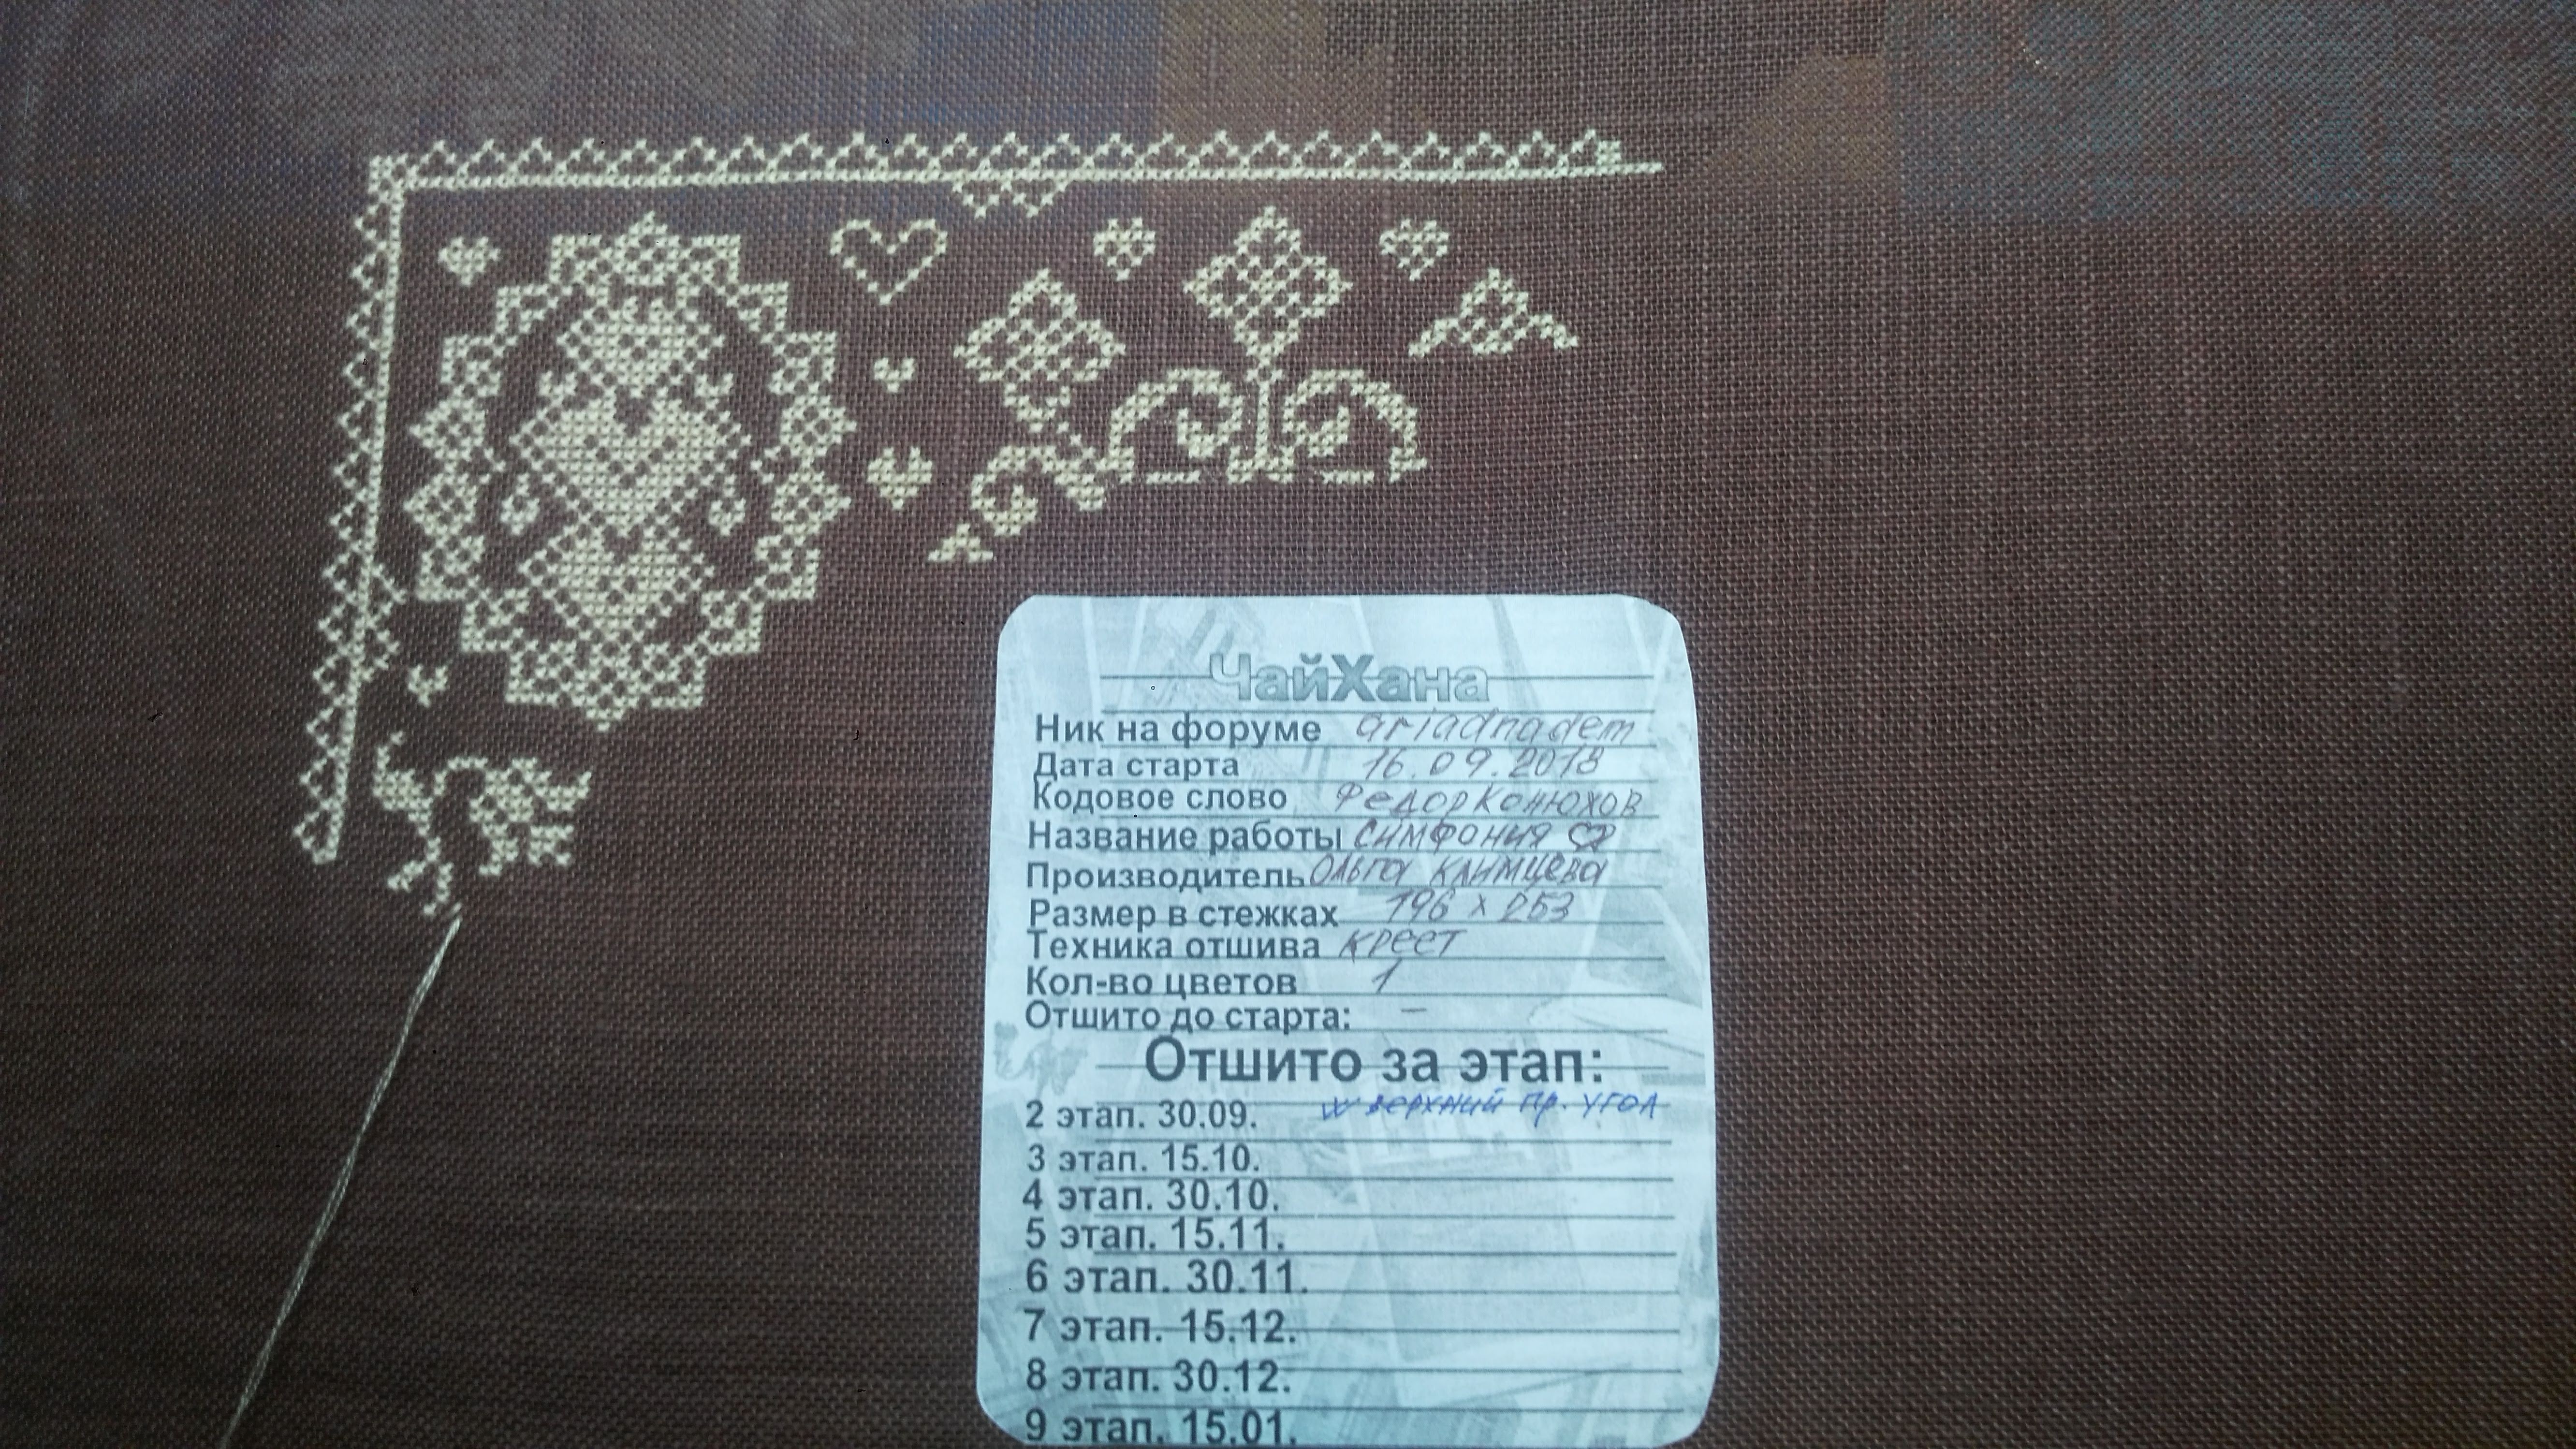 ЧайХана
Ник на форуме ariadnadem
Дата старта 16.09.2018
Кодовое слово ФедорКонюхов
Название работы Симфония
Производитель Ольга Климцева
Размер в стежках 196 x 253
Техника отшива крест
Кол-во цветов 1
Отшито до старта: –
Отшито за этап:
2 этап. 30.09. верхний пр. угол
3 этап. 15.10.
4 этап. 30.10.
5 этап. 15.11.
6 этап. 30.11.
7 этап. 15.12.
8 этап. 30.12.
9 этап. 15.01.